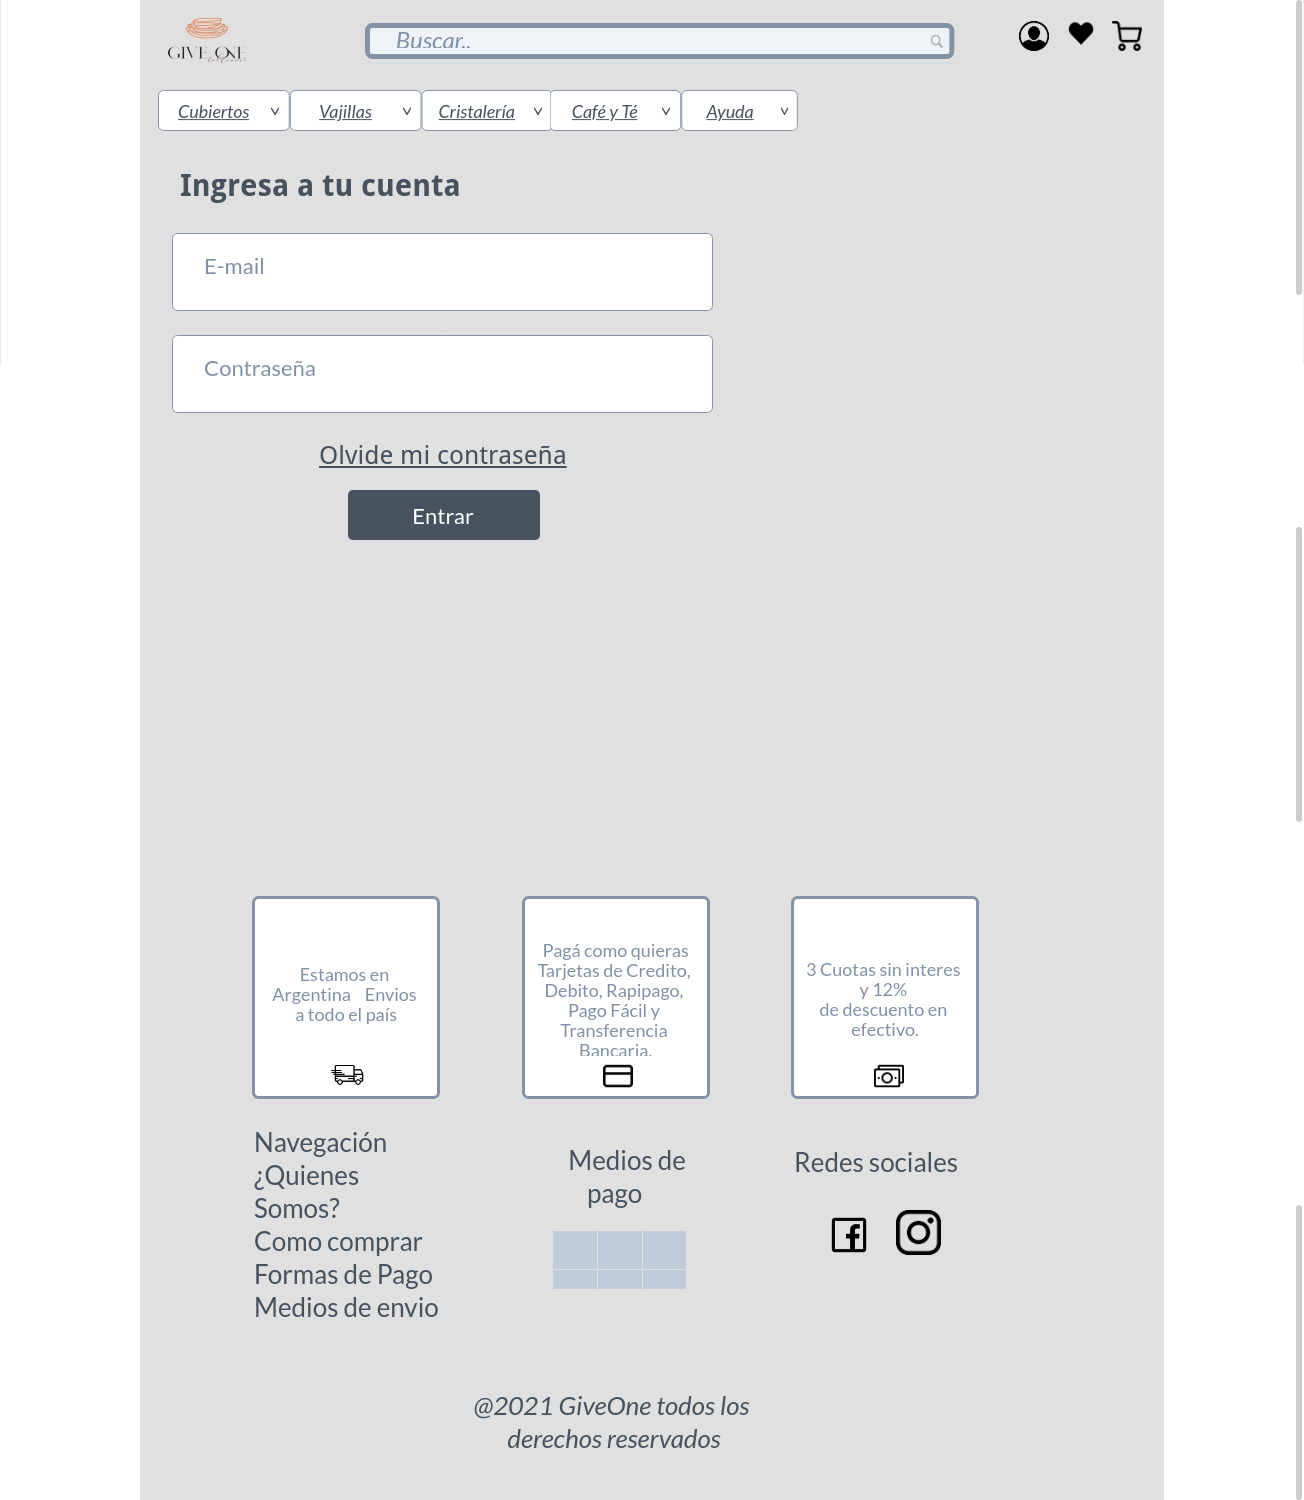 GIVE ONE
Buscar..
Cubiertos
Vajillas
Cristalería
Café y Té
Ayuda
Ingresa a tu cuenta
E-mail
Contraseña
Olvide mi contraseña
Entrar
Estamos en
Argentina Envios
a todo el país
Pagá como quieras
Tarjetas de Credito,
Debito, Rapipago,
Pago Fácil y
Transferencia
Bancaria.
3 Cuotas sin interes
y 12%
de descuento en
efectivo.
Navegación
¿Quienes
Somos?
Como comprar
Formas de Pago
Medios de envio
Medios de
pago
Redes sociales
@2021 GiveOne todos los
derechos reservados